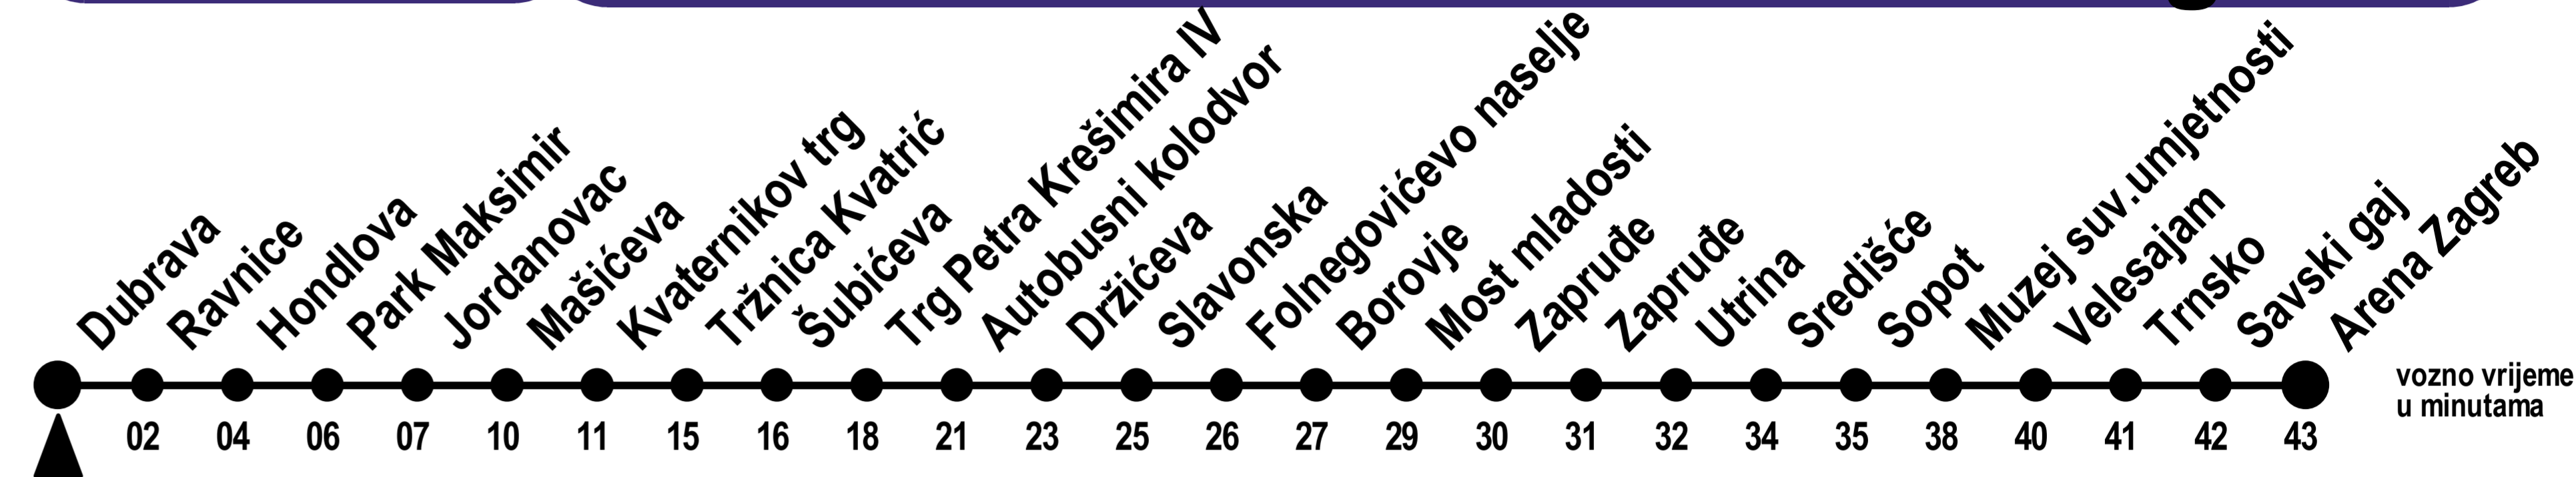 Dubrava
Ravnice
Hondlova
Park Maksimir
Jordanovac
Mašićeva
Kvaternikov trg
Tržnica Kvatrić
Šubićeva
Trg Petra Krešimira IV
Autobusni kolodvor
Držićeva
Slavonska
Folnegovićevo naselje
Borovje
Most mladosti
Zapruđe
Zapruđe
Utrina
Središće
Sopot
Muzej suv.umjetnosti
Velesajam
Trnsko
Savski gaj
Arena Zagreb
vozno vrijeme
u minutama
02 04 06 07 10 11 15 16 18 21 23 25 26 27 29 30 31 32 34 35 38 40 41 42 43